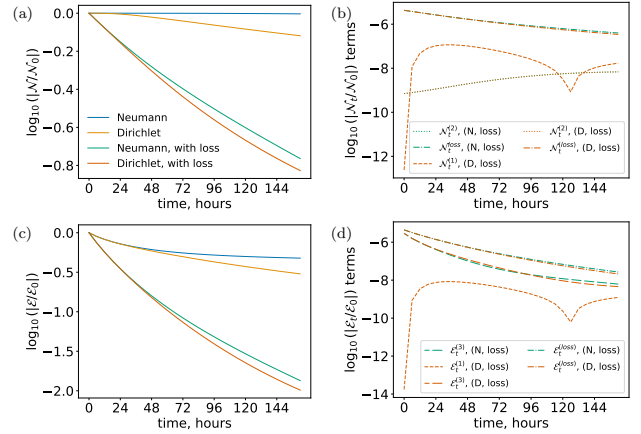 (a)
0.0
−0.2
−0.4
−0.6
−0.8
log₁₀(|𝒩/𝒩₀|)
Neumann
Dirichlet
Neumann, with loss
Dirichlet, with loss
0 24 48 72 96 120 144
time, hours
(b)
−6
−8
−10
−12
log₁₀(|𝒩ₜ/𝒩₀|) terms
𝒩ₜ⁽²⁾, (N, loss)
𝒩ₜˡᵒˢˢ, (N, loss)
𝒩ₜ⁽¹⁾, (D, loss)
𝒩ₜ⁽²⁾, (D, loss)
𝒩ₜ⁽ˡᵒˢˢ⁾, (D, loss)
0 24 48 72 96 120 144
time, hours
(c)
0.0
−0.5
−1.0
−1.5
−2.0
log₁₀(|ℰ/ℰ₀|)
0 24 48 72 96 120 144
time, hours
(d)
−6
−8
−10
−12
−14
log₁₀(|ℰₜ/ℰ₀|) terms
ℰₜ⁽³⁾, (N, loss)
ℰₜ⁽¹⁾, (D, loss)
ℰₜ⁽³⁾, (D, loss)
ℰₜ⁽ˡᵒˢˢ⁾, (N, loss)
ℰₜ⁽ˡᵒˢˢ⁾, (D, loss)
0 24 48 72 96 120 144
time, hours